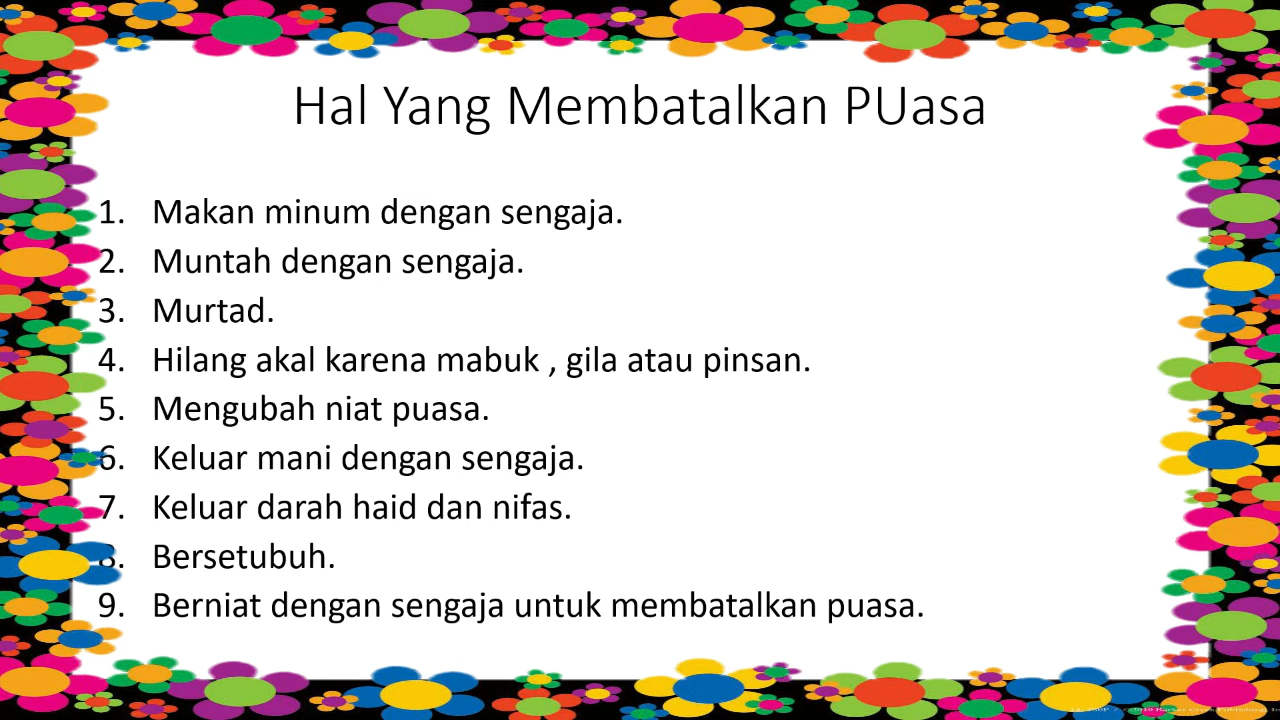 Hal Yang Membatalkan PUasa
1. Makan minum dengan sengaja.
2. Muntah dengan sengaja.
3. Murtad.
4. Hilang akal karena mabuk , gila atau pinsan.
5. Mengubah niat puasa.
6. Keluar mani dengan sengaja.
7. Keluar darah haid dan nifas.
8. Bersetubuh.
9. Berniat dengan sengaja untuk membatalkan puasa.